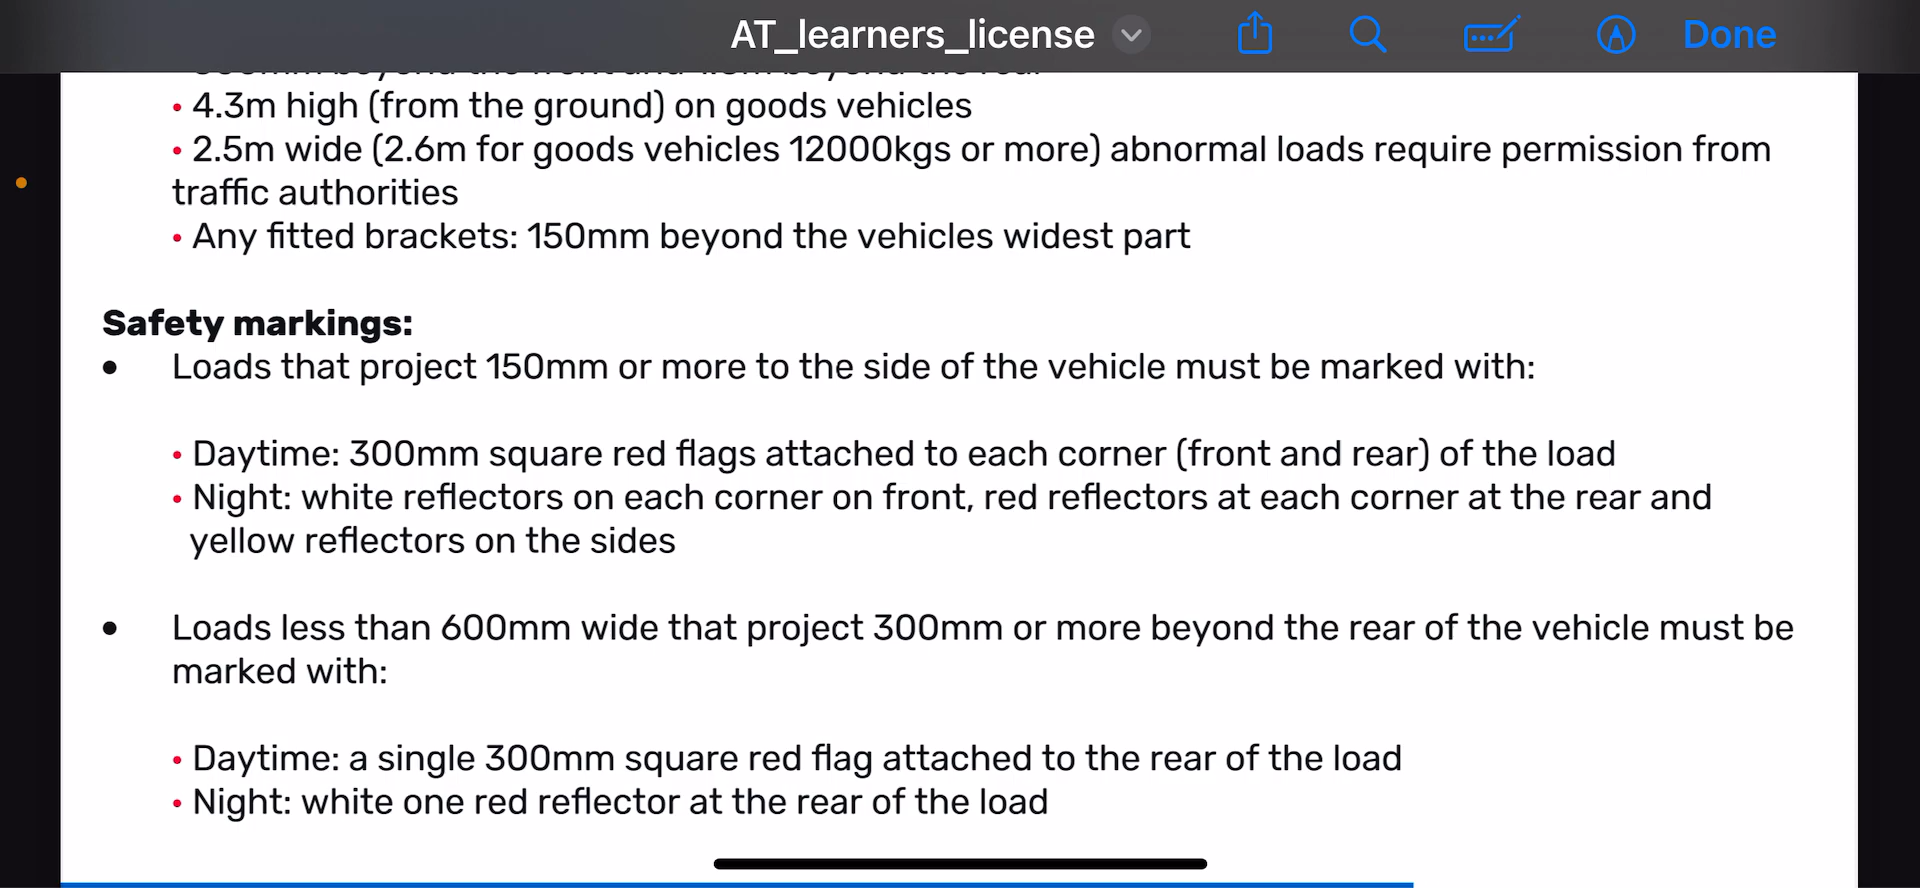 AT_learners_license
Done
• 4.3m high (from the ground) on goods vehicles
• 2.5m wide (2.6m for goods vehicles 12000kgs or more) abnormal loads require permission from
traffic authorities
• Any fitted brackets: 150mm beyond the vehicles widest part
Safety markings:
• Loads that project 150mm or more to the side of the vehicle must be marked with:
• Daytime: 300mm square red flags attached to each corner (front and rear) of the load
• Night: white reflectors on each corner on front, red reflectors at each corner at the rear and
yellow reflectors on the sides
• Loads less than 600mm wide that project 300mm or more beyond the rear of the vehicle must be
marked with:
• Daytime: a single 300mm square red flag attached to the rear of the load
• Night: white one red reflector at the rear of the load